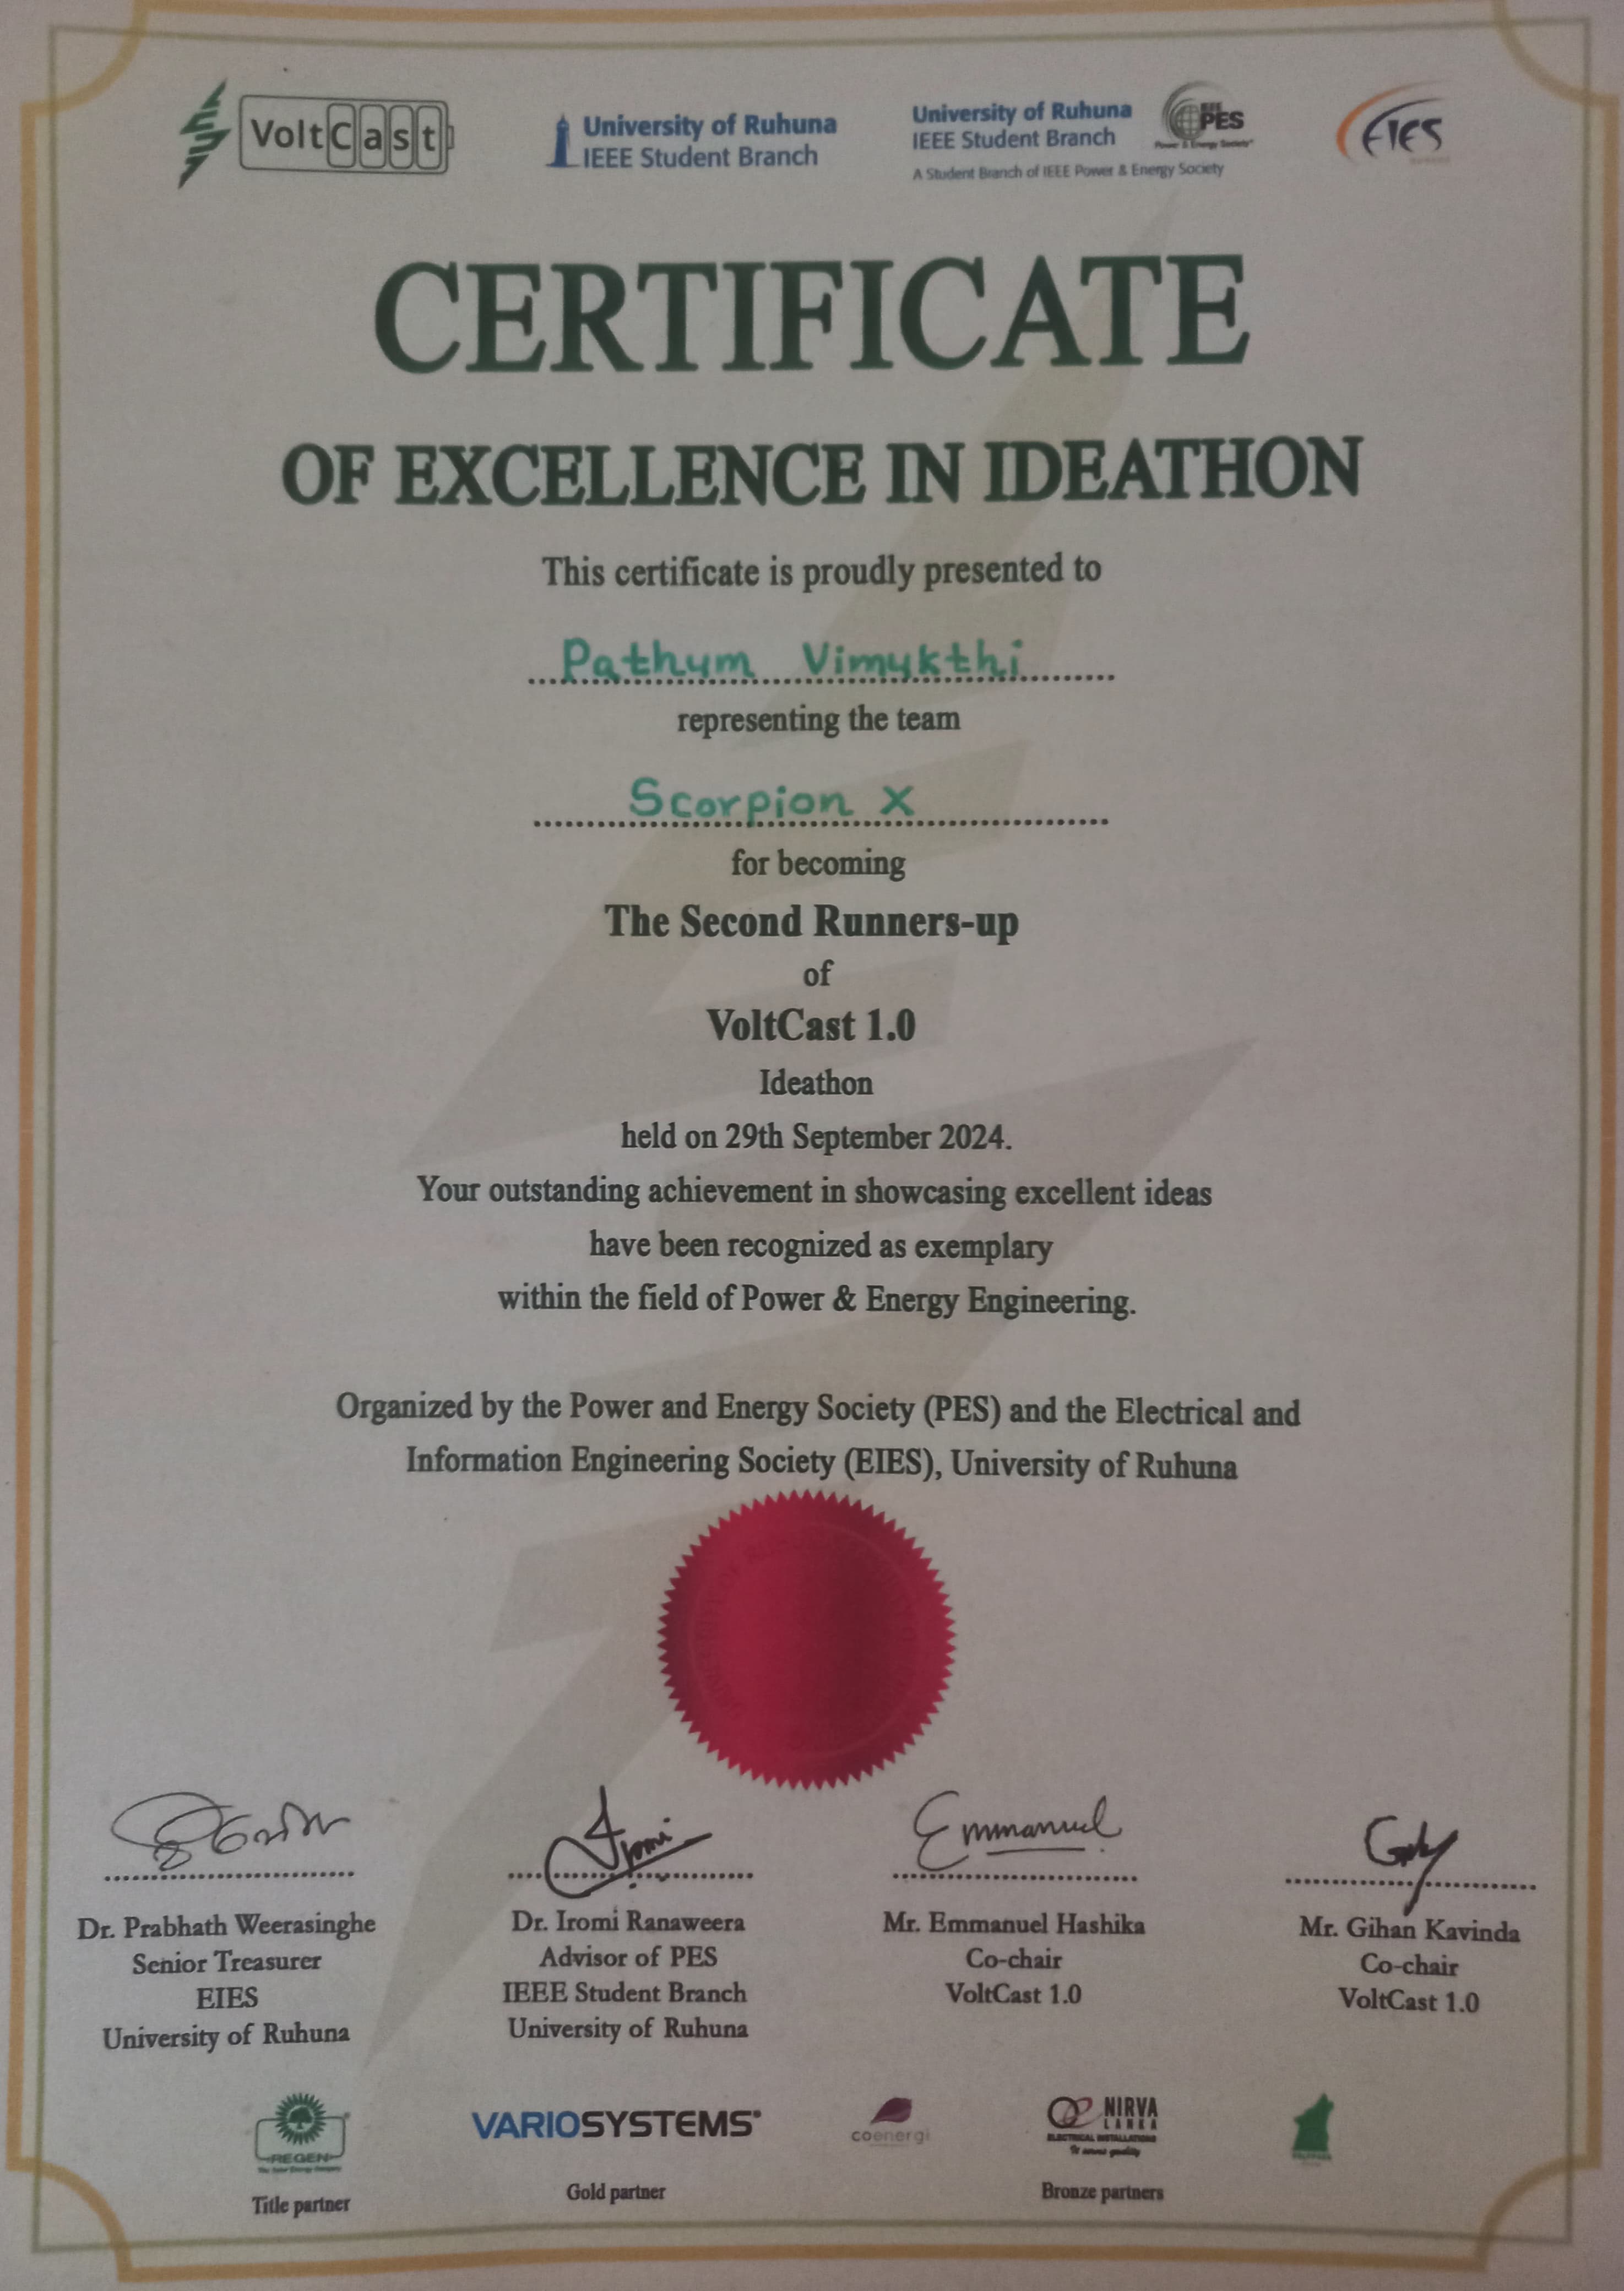 VoltCast
University of Ruhuna
IEEE Student Branch
University of Ruhuna
IEEE Student Branch
A Student Branch of IEEE Power & Energy Society
IEEE
PES
Power & Energy Society
EIES
CERTIFICATE
OF EXCELLENCE IN IDEATHON
This certificate is proudly presented to
Pathum Vimukthi
representing the team
Scorpion X
for becoming
The Second Runners-up
of
VoltCast 1.0
Ideathon
held on 29th September 2024.
Your outstanding achievement in showcasing excellent ideas
have been recognized as exemplary
within the field of Power & Energy Engineering.
Organized by the Power and Energy Society (PES) and the Electrical and
Information Engineering Society (EIES), University of Ruhuna
Iromi
Emmanuel
Dr. Prabhath Weerasinghe
Senior Treasurer
EIES
University of Ruhuna
Dr. Iromi Ranaweera
Advisor of PES
IEEE Student Branch
University of Ruhuna
Mr. Emmanuel Hashika
Co-chair
VoltCast 1.0
Mr. Gihan Kavinda
Co-chair
VoltCast 1.0
REGEN
VARIOSYSTEMS
coenergi
NIRVA
LANKA
ELECTRICAL INSTALLATIONS
Title partner
Gold partner
Bronze partners